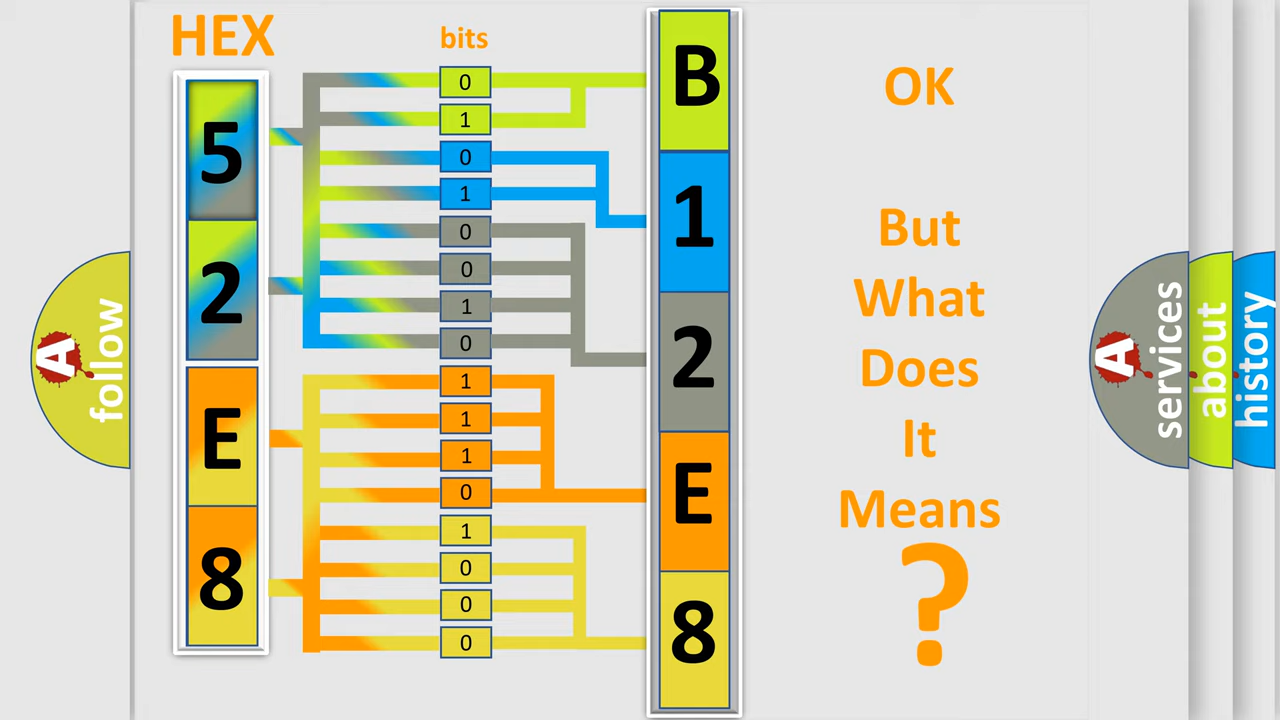 HEX
bits
5
2
E
8
0
1
0
1
0
0
1
0
1
1
1
0
1
0
0
0
B
1
2
E
8
OK
But
What
Does
It
Means
?
A
follow
A
services
about
history